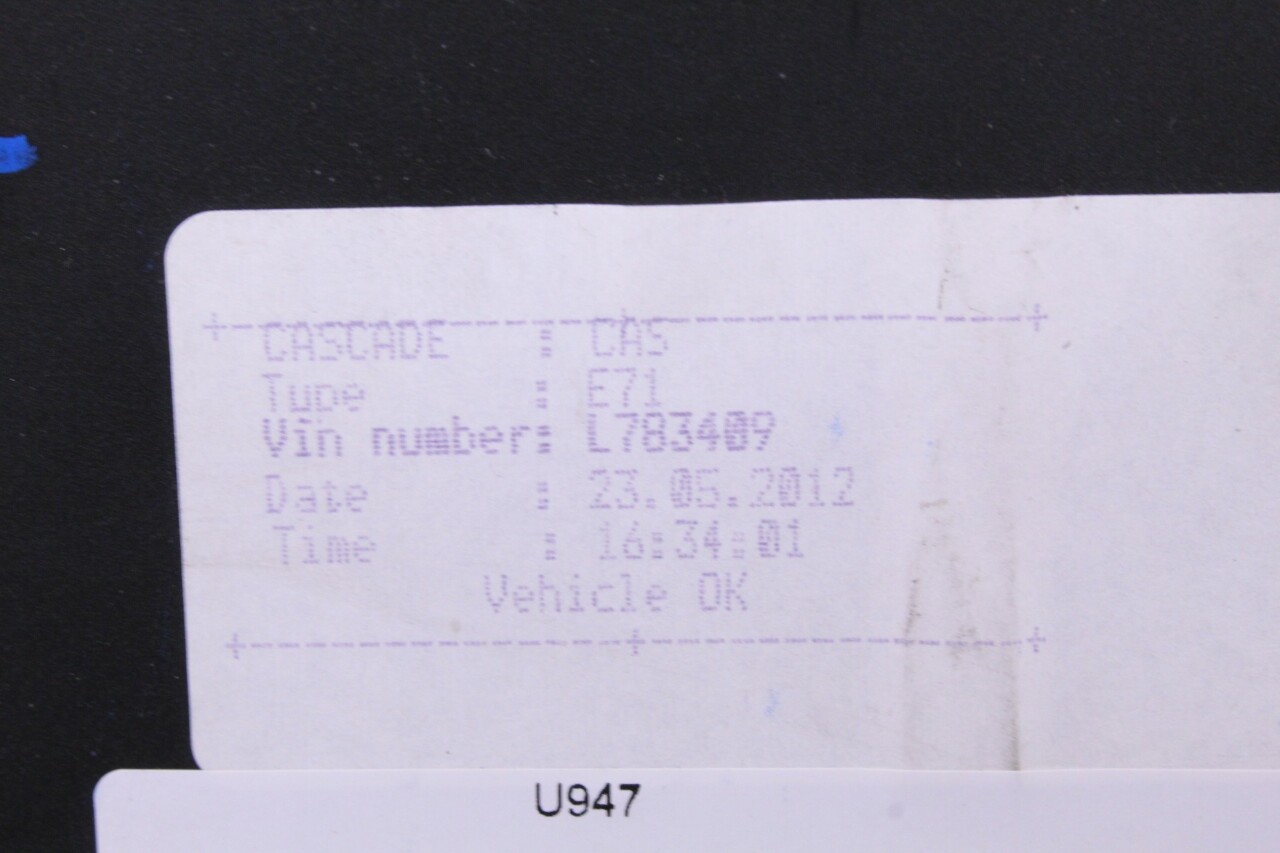 CASCADE : CAS
Type : E71
Vin number: L783409
Date : 23.05.2012
Time : 16:34:01
Vehicle OK
U947